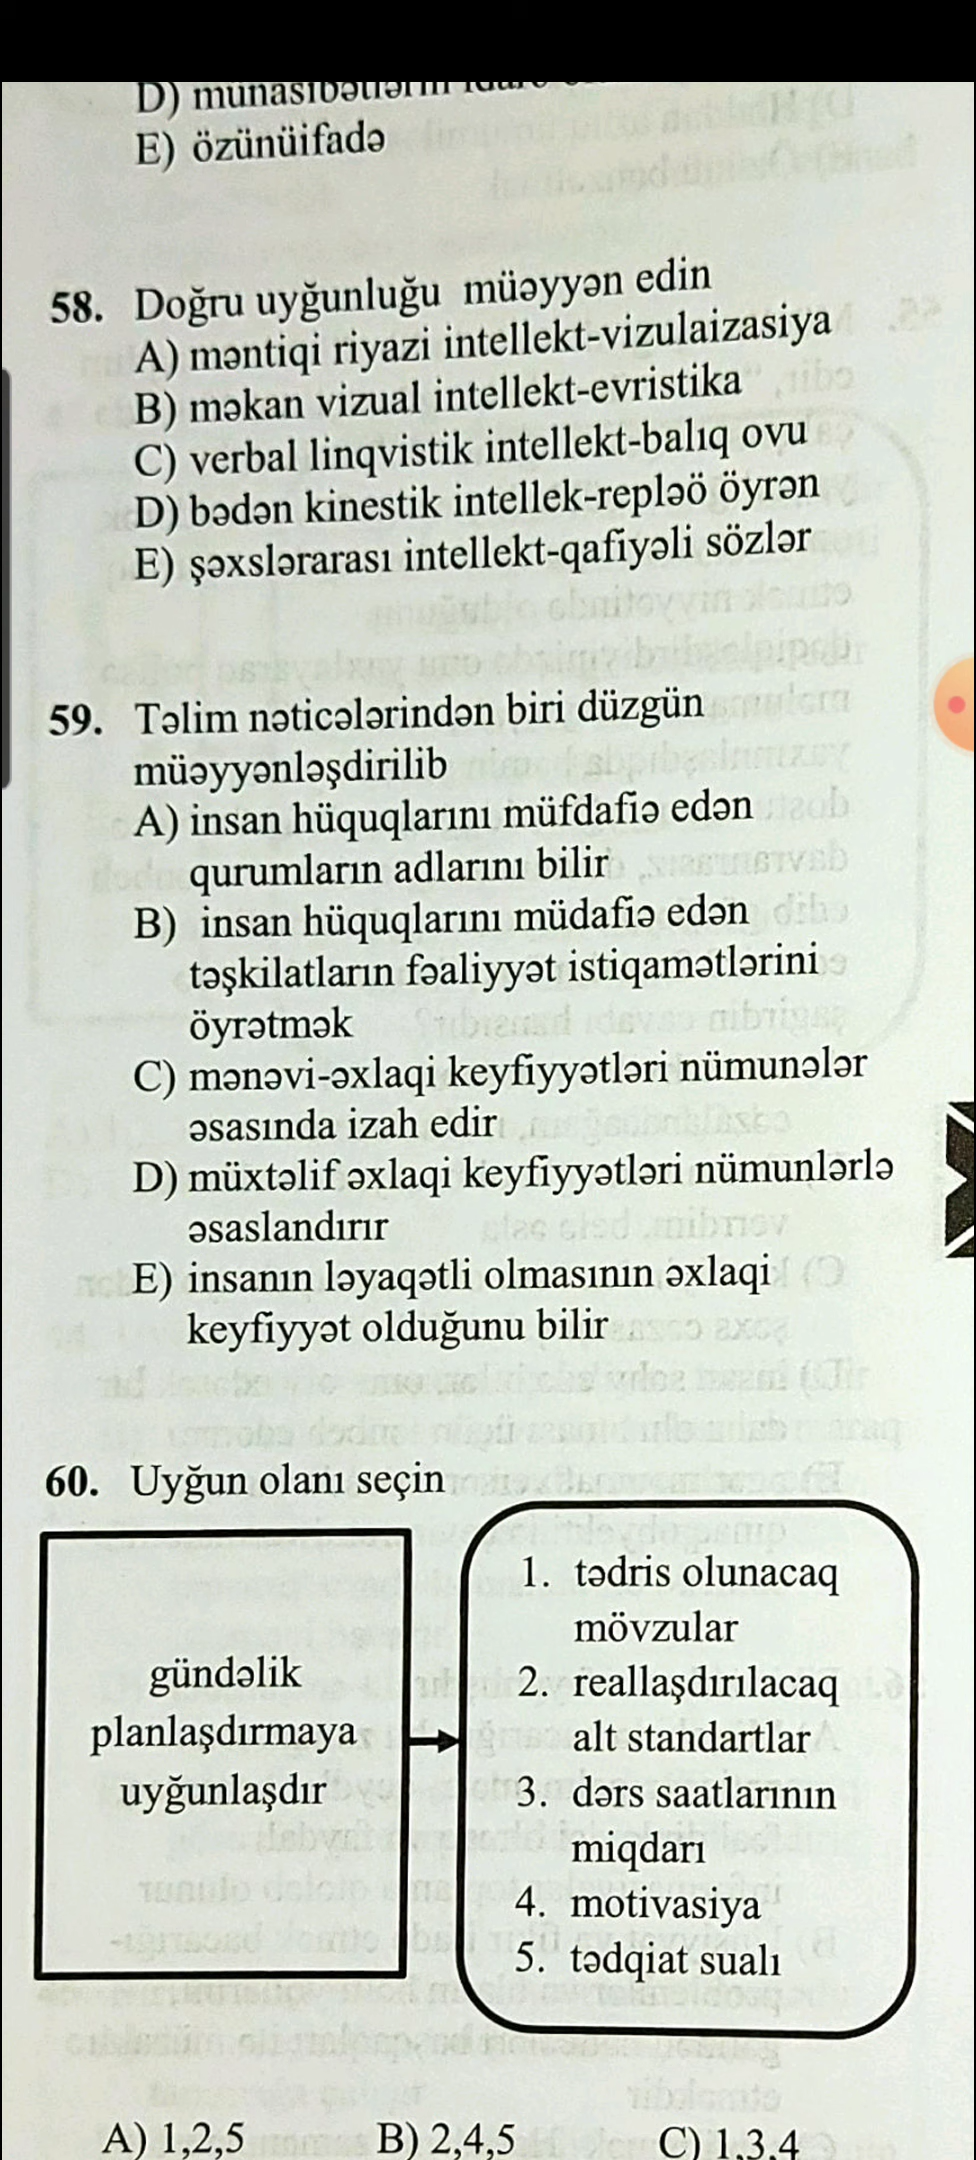 D) münasibətlərin
E) özünüifadə
58. Doğru uyğunluğu müəyyən edin
A) məntiqi riyazi intellekt-vizulaizasiya
B) məkan vizual intellekt-evristika
C) verbal linqvistik intellekt-balıq ovu
D) bədən kinestik intellek-repləö öyrən
E) şəxslərarası intellekt-qafiyəli sözlər
59. Təlim nəticələrindən biri düzgün
müəyyənləşdirilib
A) insan hüquqlarını müfdafiə edən
qurumların adlarını bilir
B) insan hüquqlarını müdafiə edən
təşkilatların fəaliyyət istiqamətlərini
öyrətmək
C) mənəvi-əxlaqi keyfiyyətləri nümunələr
əsasında izah edir
D) müxtəlif əxlaqi keyfiyyətləri nümunlərlə
əsaslandırır
E) insanın ləyaqətli olmasının əxlaqi
keyfiyyət olduğunu bilir
60. Uyğun olanı seçin
gündəlik
planlaşdırmaya
uyğunlaşdır
1. tədris olunacaq
mövzular
2. reallaşdırılacaq
alt standartlar
3. dərs saatlarının
miqdarı
4. motivasiya
5. tədqiat sualı
A) 1,2,5 B) 2,4,5 C) 1,3,4